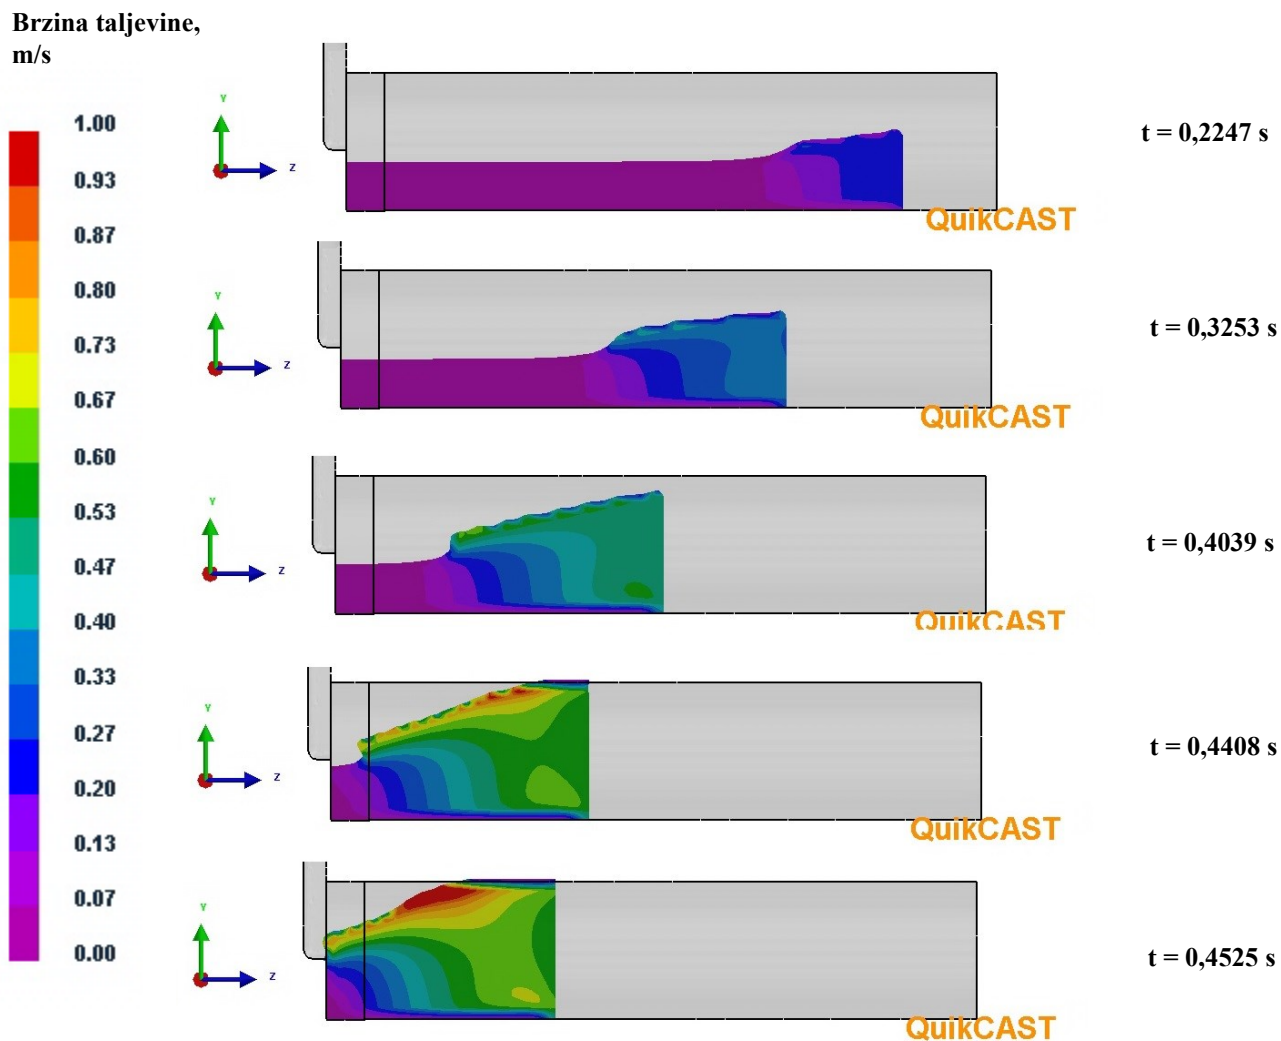 Brzina taljevine,
m/s
1.00
0.93
0.87
0.80
0.73
0.67
0.60
0.53
0.47
0.40
0.33
0.27
0.20
0.13
0.07
0.00
Y
Z
QuikCAST
t = 0,2247 s
Y
Z
QuikCAST
t = 0,3253 s
Y
Z
QuikCAST
t = 0,4039 s
Y
Z
QuikCAST
t = 0,4408 s
Y
Z
QuikCAST
t = 0,4525 s